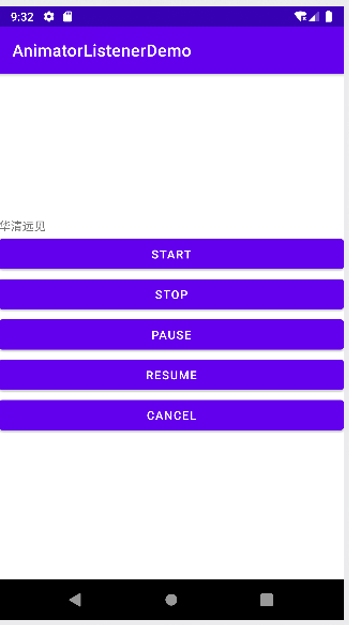 9:32
AnimatorListenerDemo
华清远见
START
STOP
PAUSE
RESUME
CANCEL